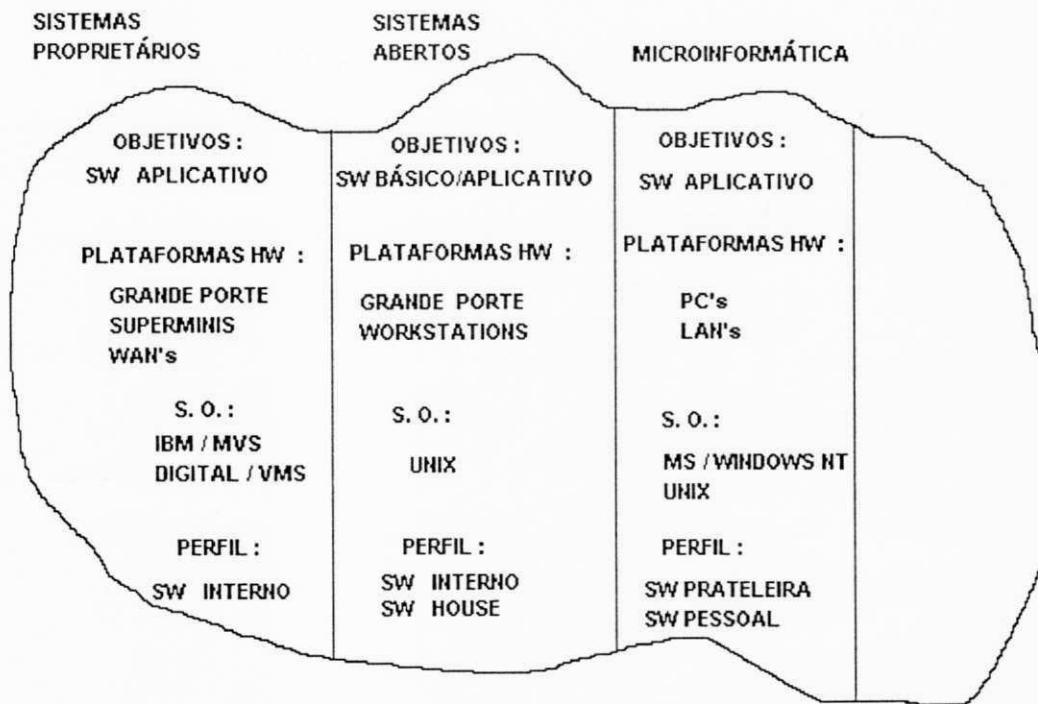 SISTEMAS
PROPRIETÁRIOS
OBJETIVOS :
SW APLICATIVO
PLATAFORMAS HW :
GRANDE PORTE
SUPERMINIS
WAN's
S. O. :
IBM / MVS
DIGITAL / VMS
PERFIL :
SW INTERNO
SISTEMAS
ABERTOS
OBJETIVOS :
SW BÁSICO/APLICATIVO
PLATAFORMAS HW :
GRANDE PORTE
WORKSTATIONS
S. O. :
UNIX
PERFIL :
SW INTERNO
SW HOUSE
MICROINFORMÁTICA
OBJETIVOS :
SW APLICATIVO
PLATAFORMAS HW :
PC's
LAN's
S. O. :
MS / WINDOWS NT
UNIX
PERFIL :
SW PRATELEIRA
SW PESSOAL